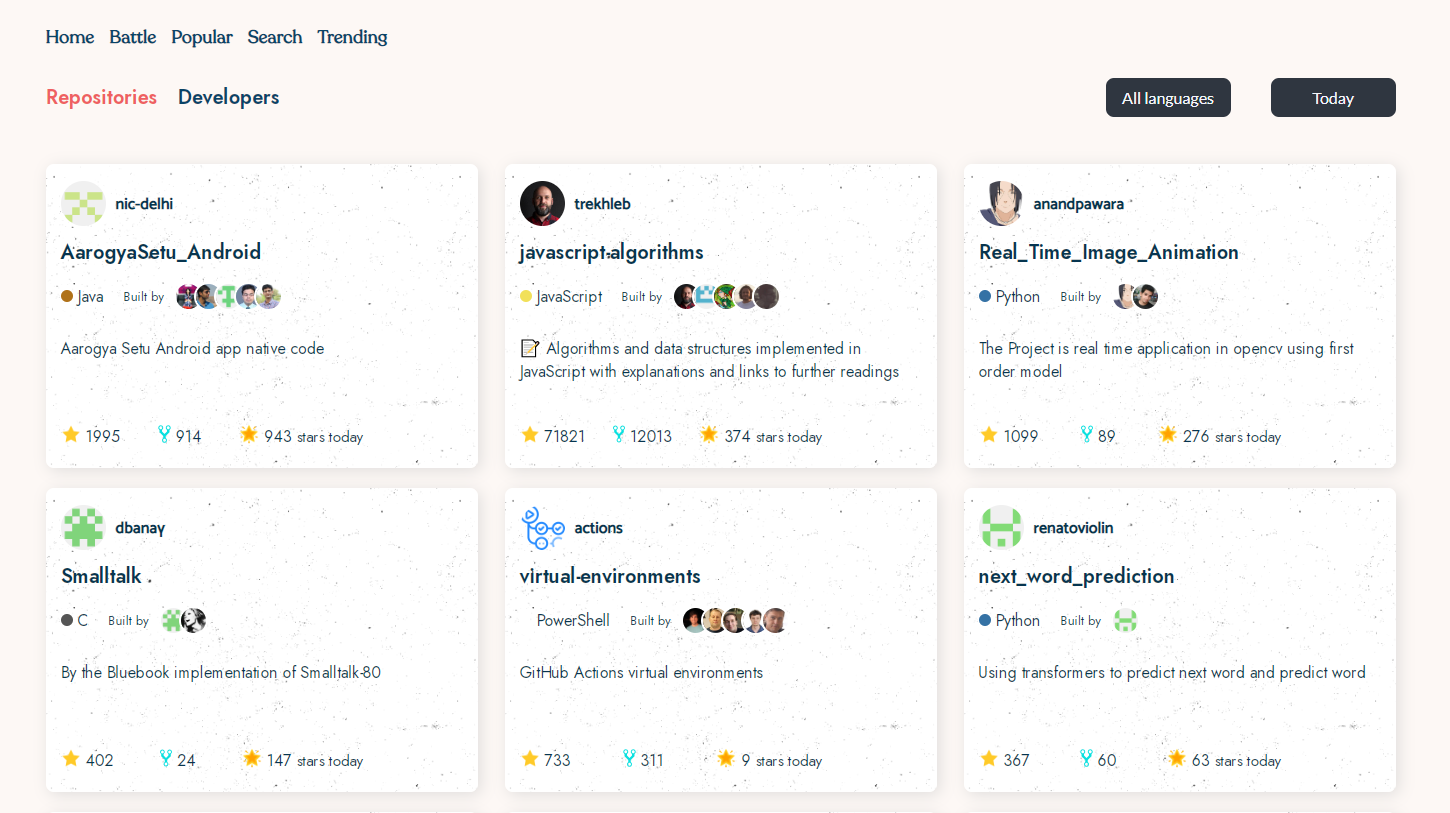 Home Battle Popular Search Trending
Repositories Developers All languages Today
nic-delhi
AarogyaSetu_Android
Java Built by
Aarogya Setu Android app native code
1995 914 943 stars today
trekhleb
javascript-algorithms
JavaScript Built by
📝 Algorithms and data structures implemented in
JavaScript with explanations and links to further readings
71821 12013 374 stars today
anandpawara
Real_Time_Image_Animation
Python Built by
The Project is real time application in opencv using first
order model
1099 89 276 stars today
dbanay
Smalltalk
C Built by
By the Bluebook implementation of Smalltalk-80
402 24 147 stars today
actions
virtual-environments
PowerShell Built by
GitHub Actions virtual environments
733 311 9 stars today
renatoviolin
next_word_prediction
Python Built by
Using transformers to predict next word and predict word
367 60 63 stars today